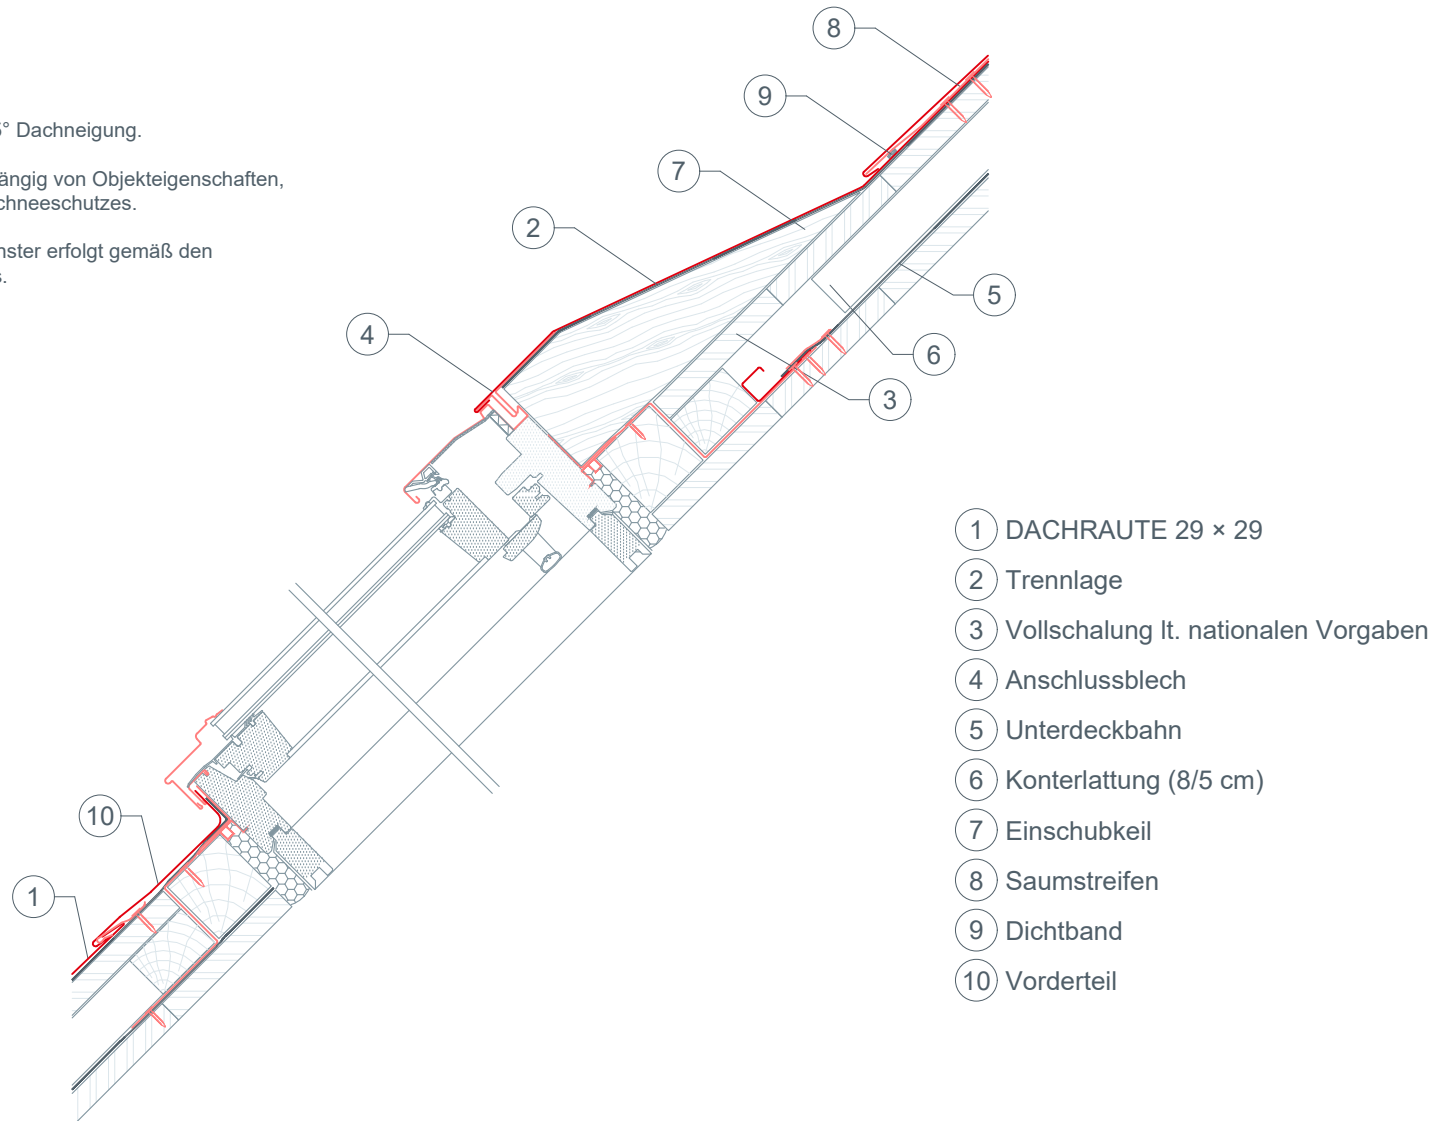 ° Dachneigung.
ängig von Objekteigenschaften,
chneeschutzes.
nster erfolgt gemäß den
s.
8
9
7
2
5
4
6
3
10
1
1 DACHRAUTE 29 × 29
2 Trennlage
3 Vollschalung lt. nationalen Vorgaben
4 Anschlussblech
5 Unterdeckbahn
6 Konterlattung (8/5 cm)
7 Einschubkeil
8 Saumstreifen
9 Dichtband
10 Vorderteil